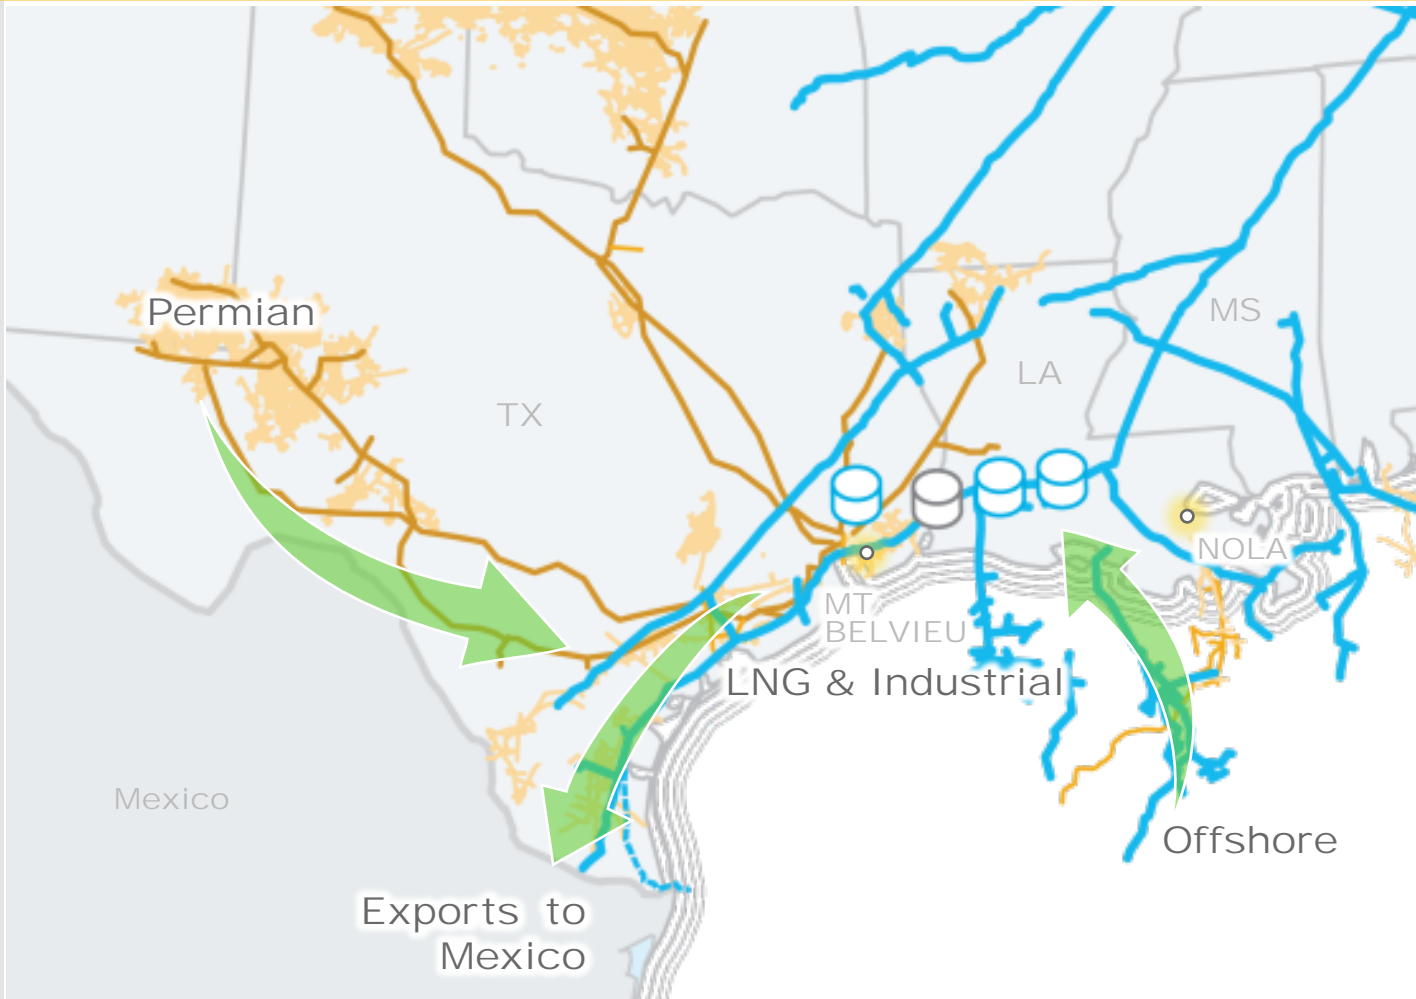 Permian
MS
LA
TX
NOLA
MT
BELVIEU
LNG & Industrial
Mexico
Offshore
Exports to
Mexico